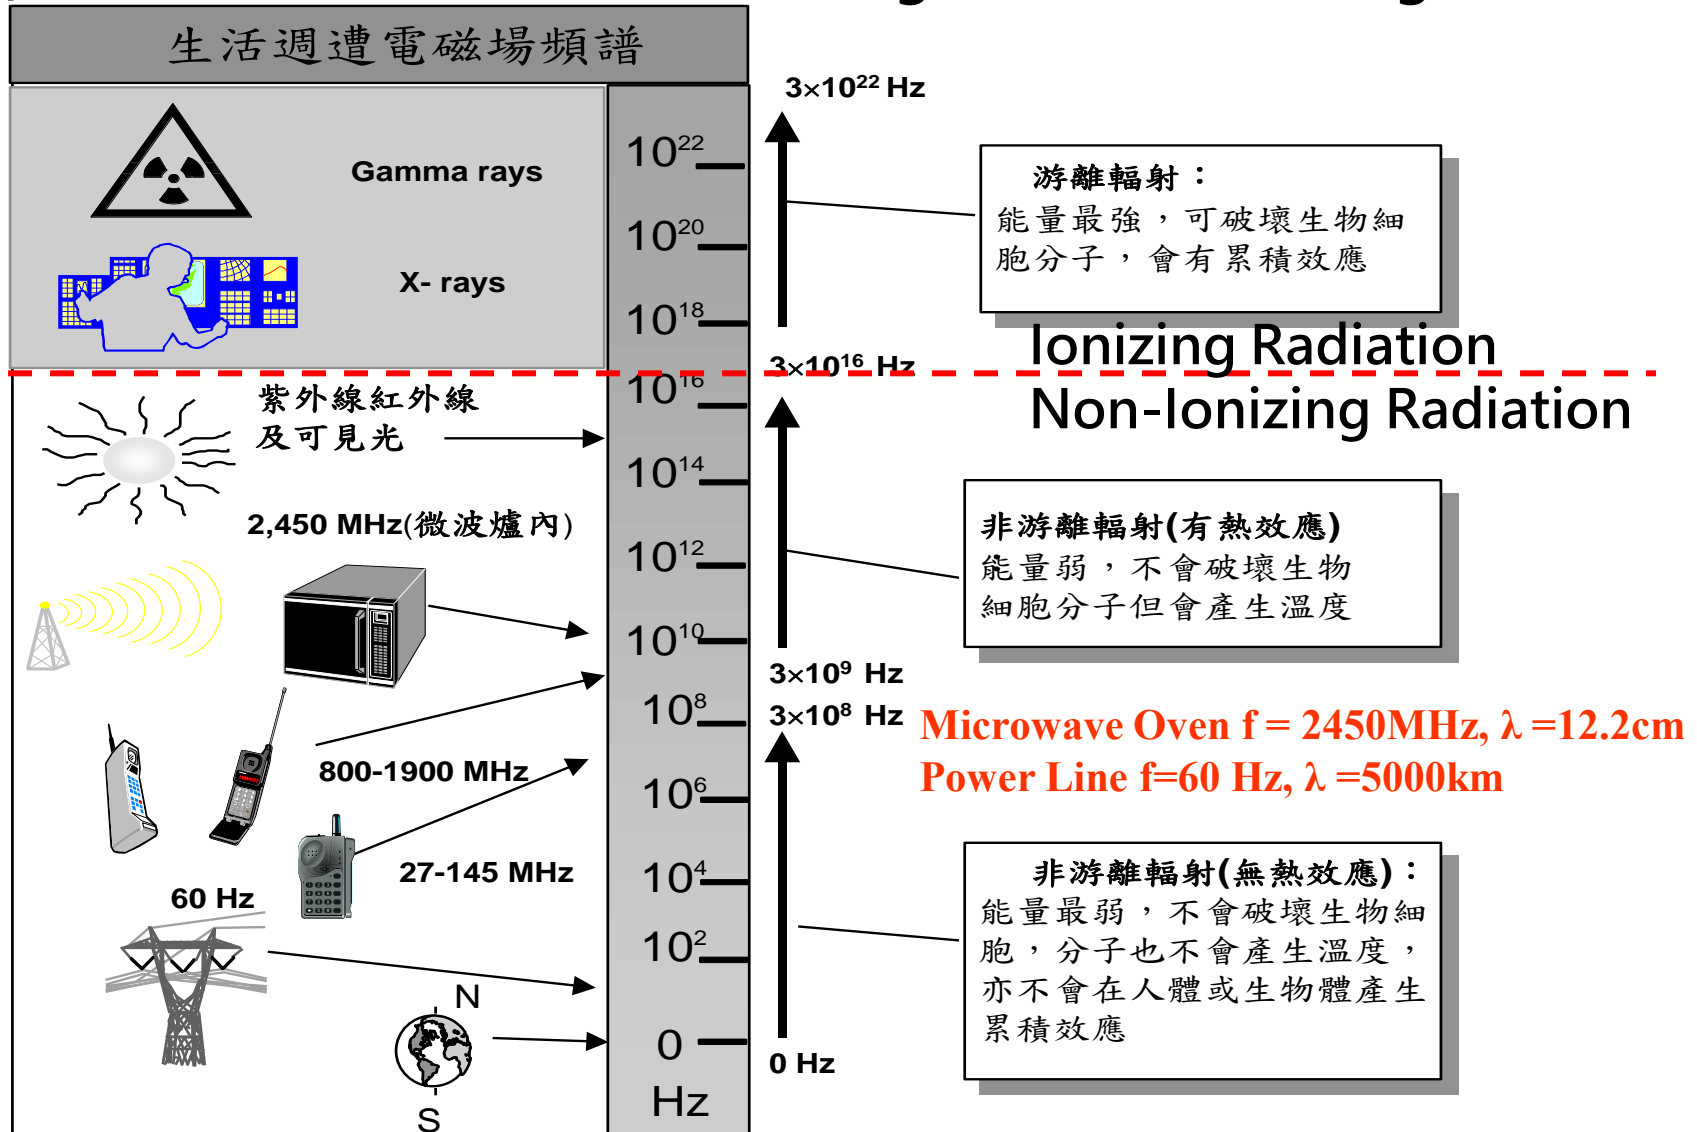 生活週遭電磁場頻譜
Gamma rays
X- rays
紫外線紅外線
及可見光
2,450 MHz(微波爐內)
800-1900 MHz
27-145 MHz
60 Hz
N
S
10²²
10²⁰
10¹⁸
10¹⁶
10¹⁴
10¹²
10¹⁰
10⁸
10⁶
10⁴
10²
0
Hz
3×10²² Hz
3×10¹⁶ Hz
3×10⁹ Hz
3×10⁸ Hz
0 Hz
游離輻射：
能量最強，可破壞生物細
胞分子，會有累積效應
Ionizing Radiation
Non-Ionizing Radiation
非游離輻射(有熱效應)
能量弱，不會破壞生物
細胞分子但會產生溫度
Microwave Oven f = 2450MHz, λ =12.2cm
Power Line f=60 Hz, λ =5000km
非游離輻射(無熱效應)：
能量最弱，不會破壞生物細
胞，分子也不會產生溫度，
亦不會在人體或生物體產生
累積效應